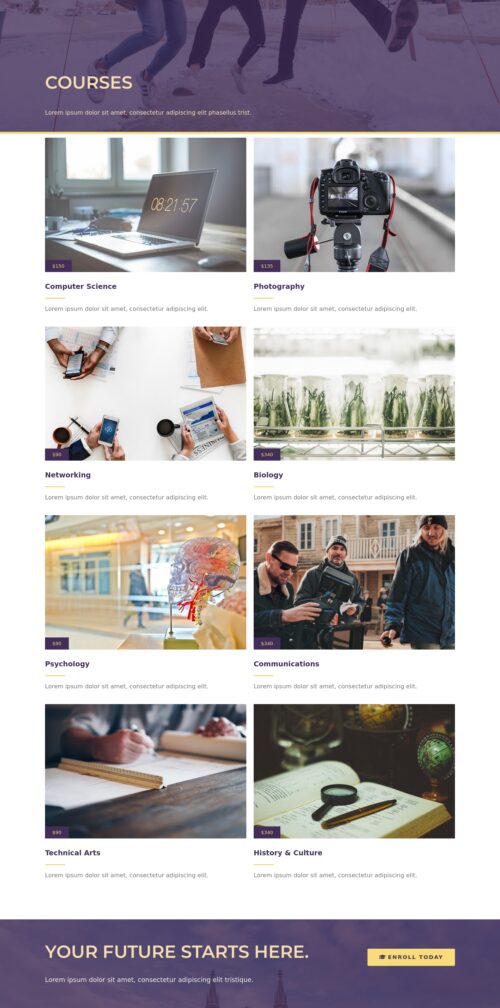 COURSES
Lorem ipsum dolor sit amet, consectetur adipiscing elit phasellus trist.
08:21:57
$150
$135
Computer Science
Photography
Lorem ipsum dolor sit amet, consectetur adipiscing elit.
Lorem ipsum dolor sit amet, consectetur adipiscing elit.
$90
$340
Networking
Biology
Lorem ipsum dolor sit amet, consectetur adipiscing elit.
Lorem ipsum dolor sit amet, consectetur adipiscing elit.
$90
$340
Psychology
Communications
Lorem ipsum dolor sit amet, consectetur adipiscing elit.
Lorem ipsum dolor sit amet, consectetur adipiscing elit.
$90
$340
Technical Arts
History & Culture
Lorem ipsum dolor sit amet, consectetur adipiscing elit.
Lorem ipsum dolor sit amet, consectetur adipiscing elit.
YOUR FUTURE STARTS HERE.
ENROLL TODAY
Lorem ipsum dolor sit amet, consectetur adipiscing elit tristique.